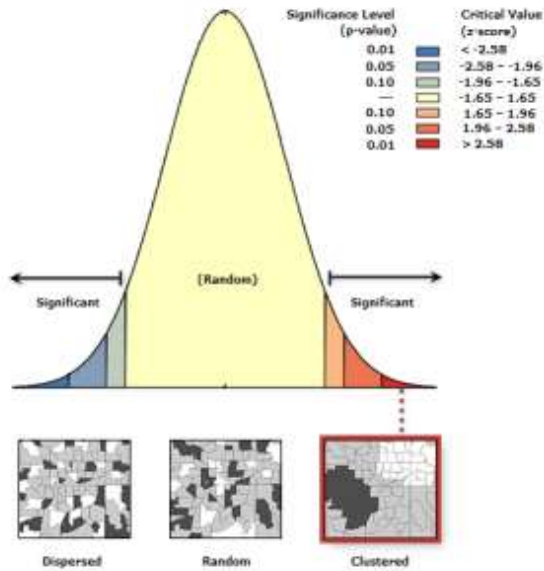 Significance Level Critical Value
(p-value) (z-score)
0.01 < -2.58
0.05 -2.58 – -1.96
0.10 -1.96 – -1.65
— -1.65 – 1.65
0.10 1.65 – 1.96
0.05 1.96 – 2.58
0.01 > 2.58
(Random)
Significant Significant
Dispersed Random Clustered